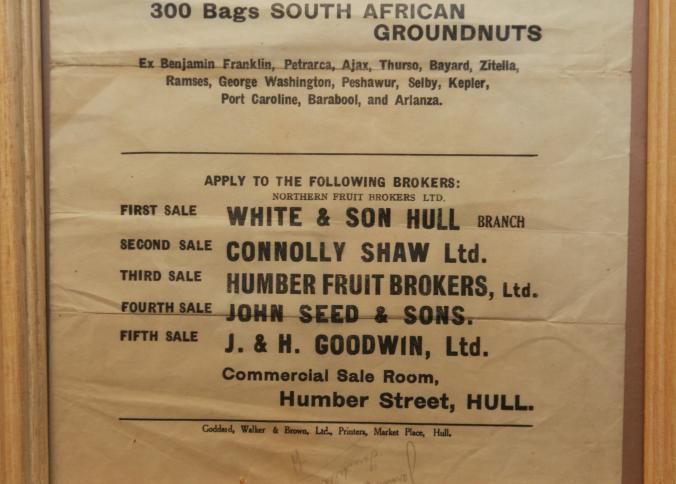 300 Bags SOUTH AFRICAN
GROUNDNUTS
Ex Benjamin Franklin, Petrarca, Ajax, Thurso, Bayard, Zitella,
Ramses, George Washington, Peshawur, Selby, Kepler,
Port Caroline, Barabool, and Arlanza.
APPLY TO THE FOLLOWING BROKERS:
NORTHERN FRUIT BROKERS LTD.
FIRST SALE WHITE & SON HULL BRANCH
SECOND SALE CONNOLLY SHAW Ltd.
THIRD SALE HUMBER FRUIT BROKERS, Ltd.
FOURTH SALE JOHN SEED & SONS.
FIFTH SALE J. & H. GOODWIN, Ltd.
Commercial Sale Room,
Humber Street, HULL.
Goddard, Walker & Brown, Ltd., Printers, Market Place, Hull.